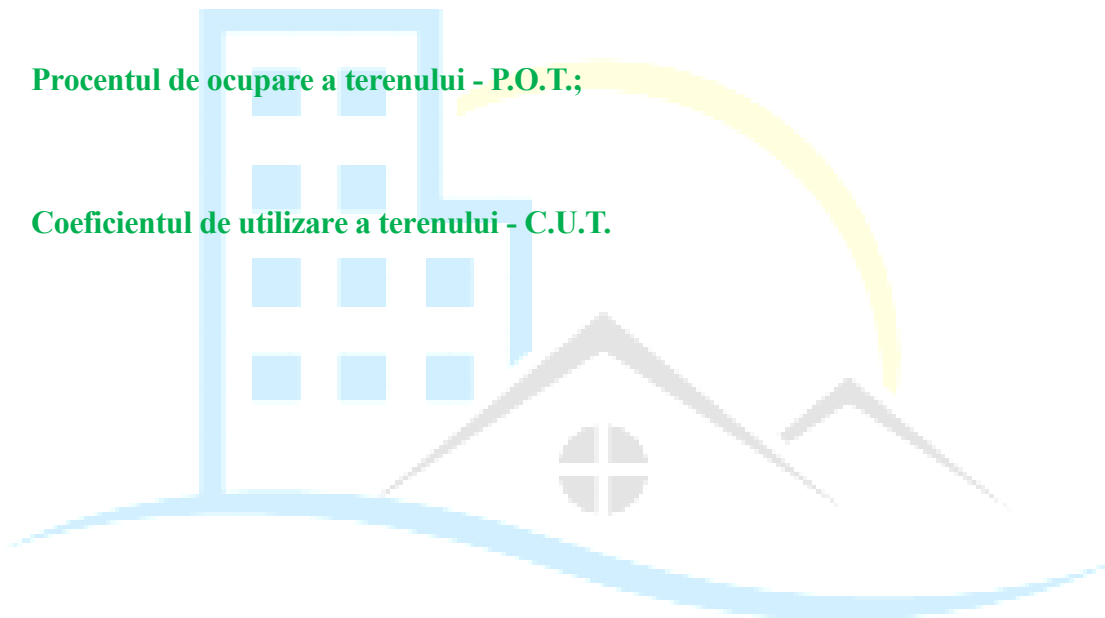 Procentul de ocupare a terenului - P.O.T.;
Coeficientul de utilizare a terenului - C.U.T.